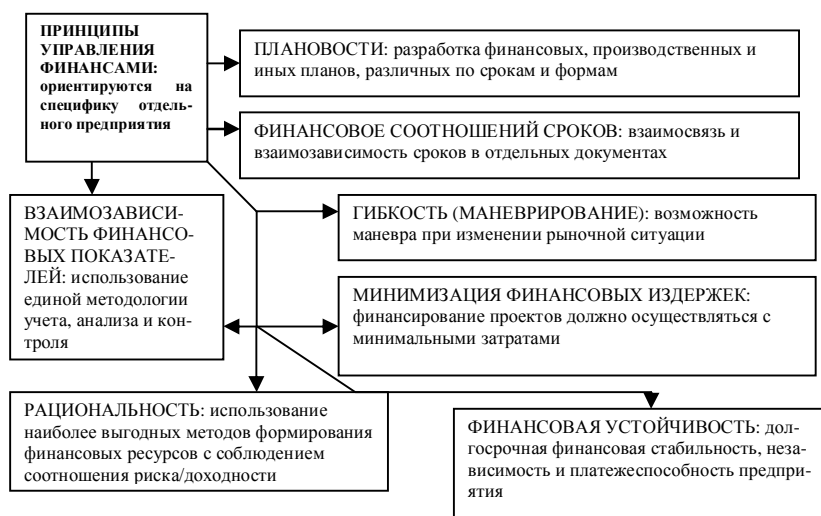 ПРИНЦИПЫ
УПРАВЛЕНИЯ
ФИНАНСАМИ:
ориентируются на
специфику отдель-
ного предприятия
ПЛАНОВОСТИ: разработка финансовых, производственных и
иных планов, различных по срокам и формам
ФИНАНСОВОЕ СООТНОШЕНИЙ СРОКОВ: взаимосвязь и
взаимозависимость сроков в отдельных документах
ВЗАИМОЗАВИСИ-
МОСТЬ ФИНАНСО-
ВЫХ ПОКАЗАТЕ-
ЛЕЙ: использование
единой методологии
учета, анализа и кон-
троля
ГИБКОСТЬ (МАНЕВРИРОВАНИЕ): возможность
маневра при изменении рыночной ситуации
МИНИМИЗАЦИЯ ФИНАНСОВЫХ ИЗДЕРЖЕК:
финансирование проектов должно осуществляться с
минимальными затратами
РАЦИОНАЛЬНОСТЬ: использование
наиболее выгодных методов формирования
финансовых ресурсов с соблюдением
соотношения риска/доходности
ФИНАНСОВАЯ УСТОЙЧИВОСТЬ: дол-
госрочная финансовая стабильность, неза-
висимость и платежеспособность предпри-
ятия